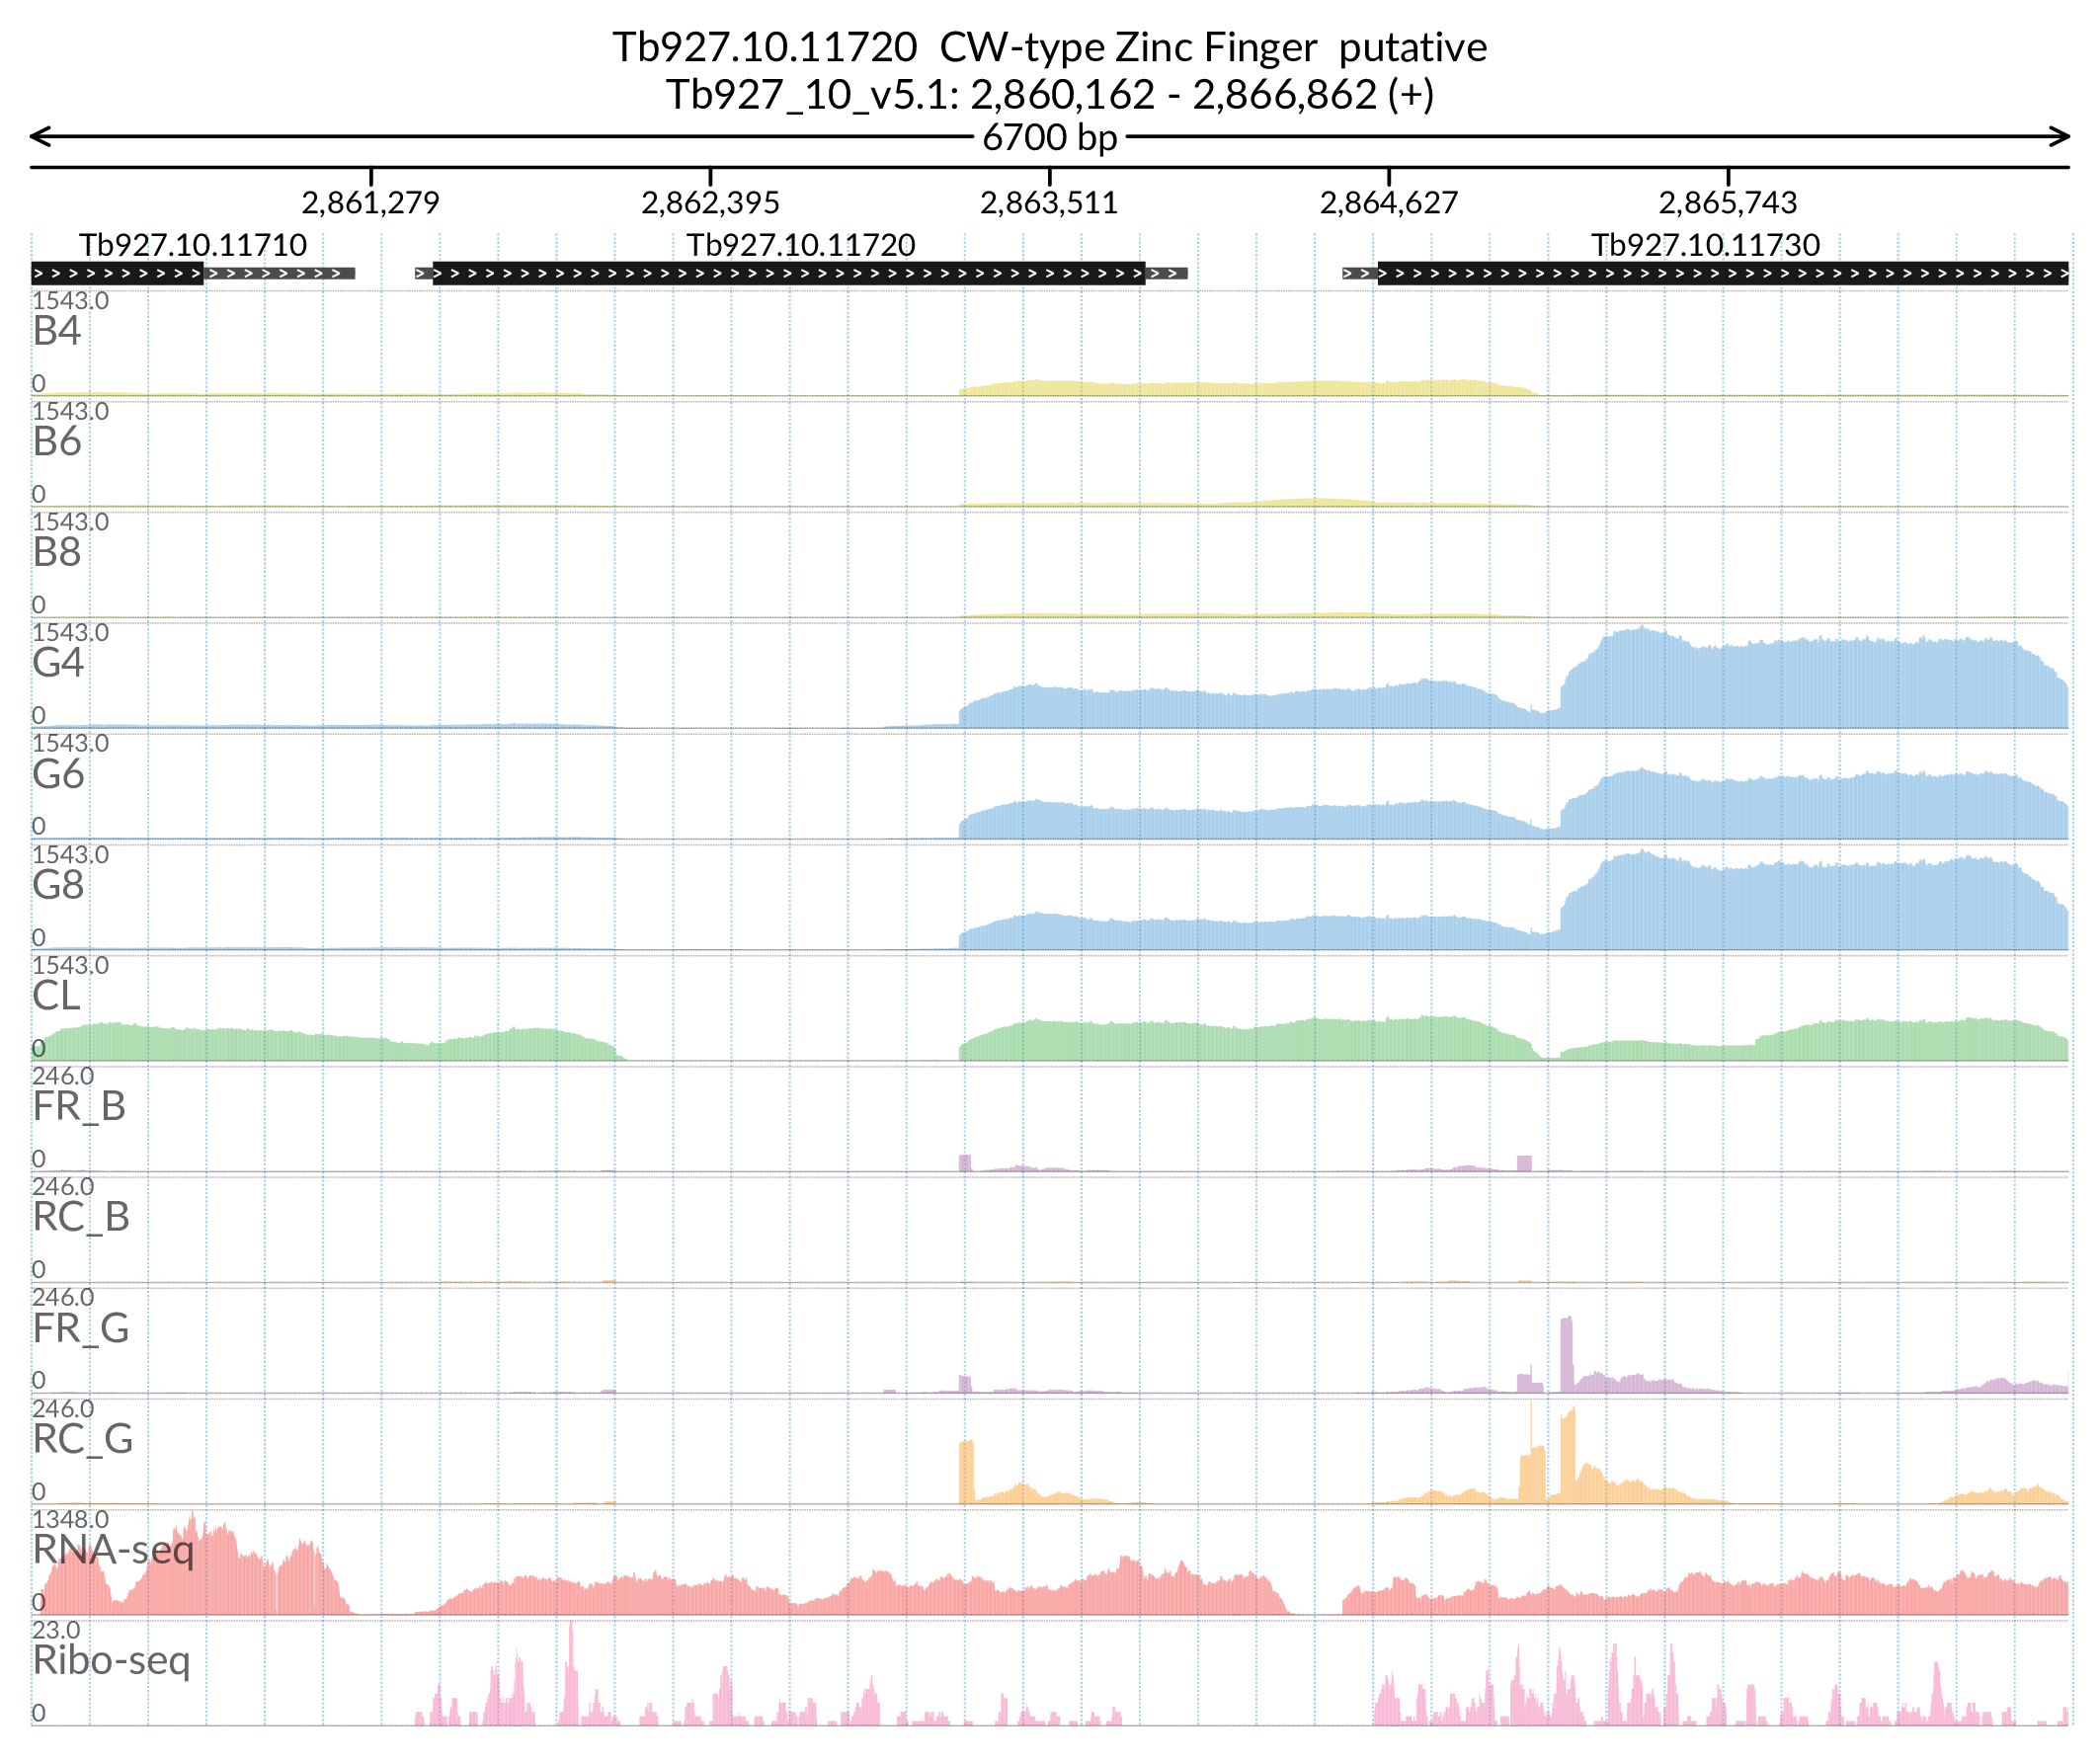 Tb927.10.11720  CW-type Zinc Finger  putative
Tb927_10_v5.1: 2,860,162 - 2,866,862 (+)
6700 bp
2,861,279 2,862,395 2,863,511 2,864,627 2,865,743
Tb927.10.11710 Tb927.10.11720 Tb927.10.11730
1543.0
B4
0
1543.0
B6
0
1543.0
B8
0
1543.0
G4
0
1543.0
G6
0
1543.0
G8
0
1543.0
CL
0
246.0
FR_B
0
246.0
RC_B
0
246.0
FR_G
0
246.0
RC_G
0
1348.0
RNA-seq
0
23.0
Ribo-seq
0